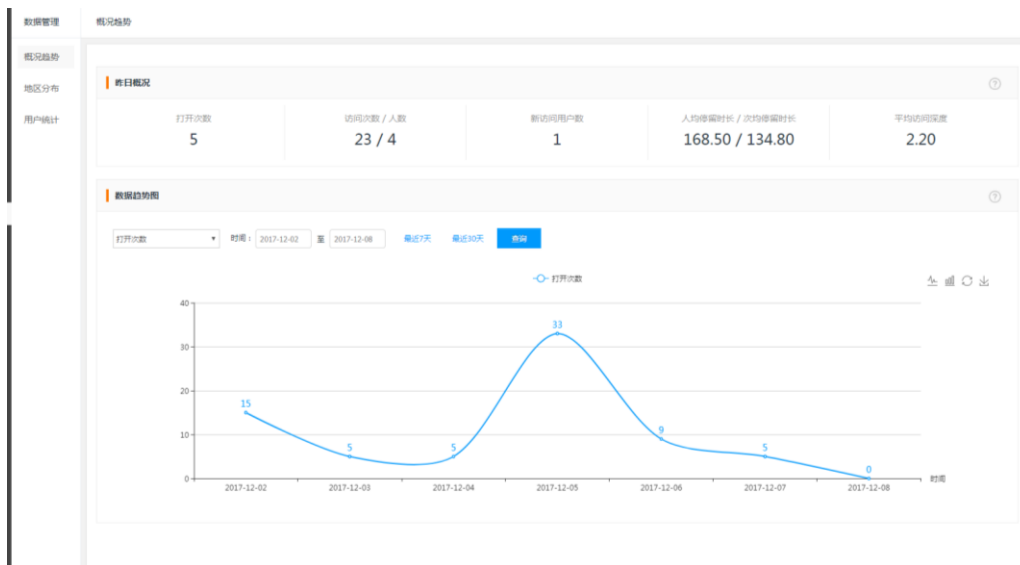 数据管理
概况趋势
概况趋势
地区分布
用户统计
昨日概况
?
打开次数
5
访问次数 / 人数
23 / 4
新访问用户数
1
人均停留时长 / 次均停留时长
168.50 / 134.80
平均访问深度
2.20
数据趋势图
?
打开次数
时间: 2017-12-02 至 2017-12-08 最近7天 最近30天 查询
打开次数
40
30
20
10
0
15
5
5
33
9
5
0
2017-12-02
2017-12-03
2017-12-04
2017-12-05
2017-12-06
2017-12-07
2017-12-08
时间